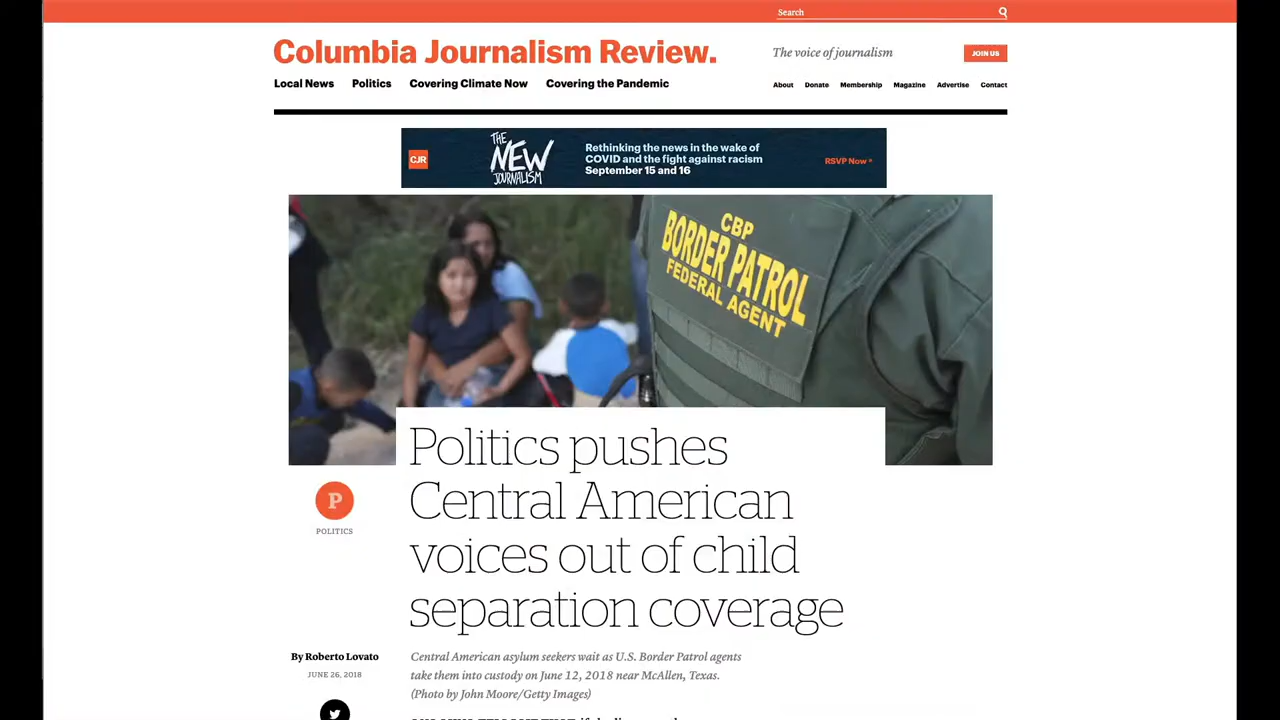 Search
Columbia Journalism Review.
The voice of journalism
JOIN US
Local News Politics Covering Climate Now Covering the Pandemic
About Donate Membership Magazine Advertise Contact
CJR
THE
NEW
JOURNALISM
Rethinking the news in the wake of
COVID and the fight against racism
September 15 and 16
RSVP Now »
CBP
BORDER PATROL
FEDERAL AGENT
Politics pushes
Central American
voices out of child
separation coverage
P
POLITICS
By Roberto Lovato
JUNE 26, 2018
Central American asylum seekers wait as U.S. Border Patrol agents
take them into custody on June 12, 2018 near McAllen, Texas.
(Photo by John Moore/Getty Images)